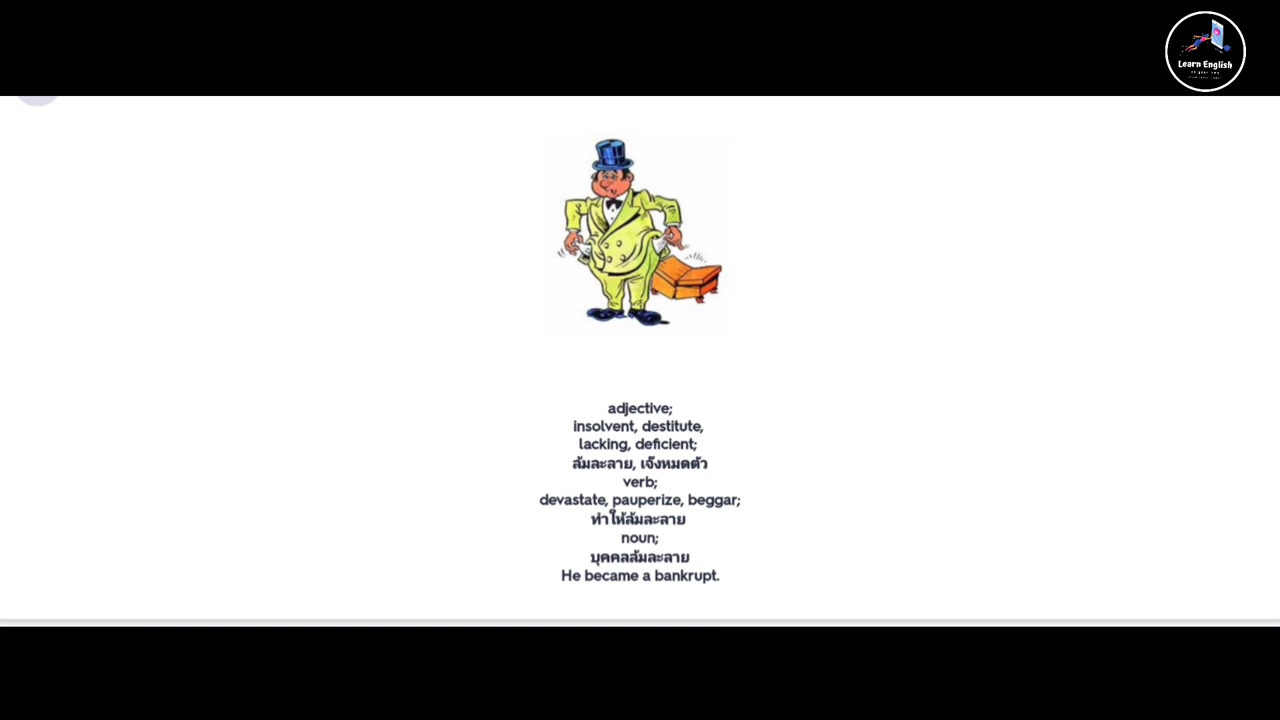 Learn English
adjective;
insolvent, destitute,
lacking, deficient;
ล้มละลาย, เจ๊งหมดตัว
verb;
devastate, pauperize, beggar;
ทำให้ล้มละลาย
noun;
บุคคลล้มละลาย
He became a bankrupt.